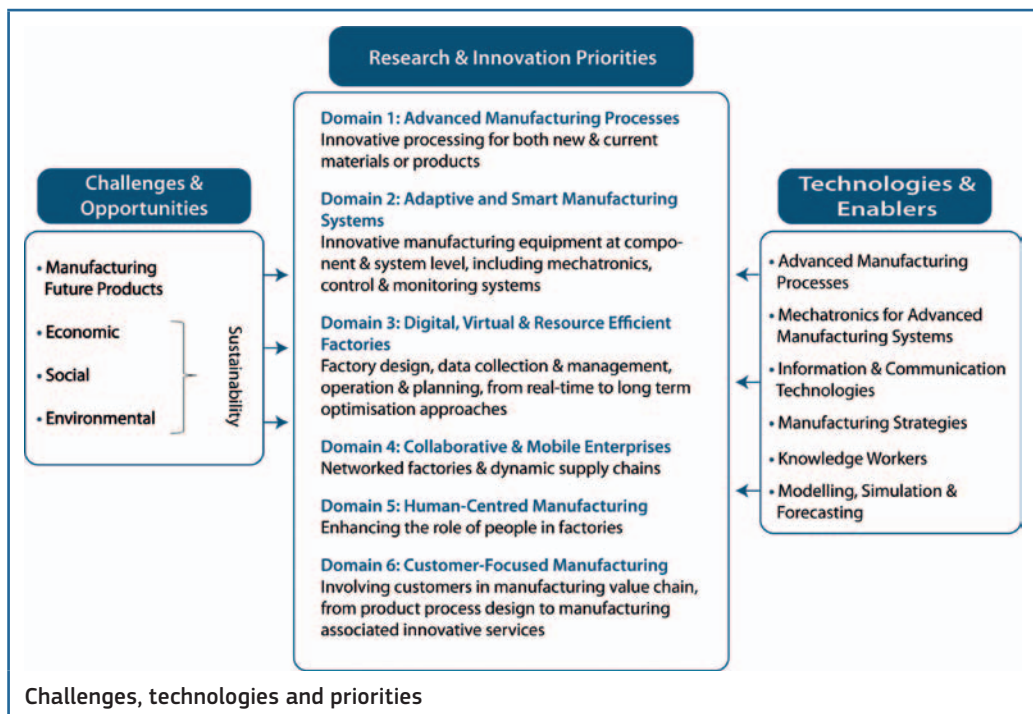 Research & Innovation Priorities
Challenges &
Opportunities
• Manufacturing
Future Products
• Economic
• Social
• Environmental
Sustainability
Domain 1: Advanced Manufacturing Processes
Innovative processing for both new & current
materials or products
Domain 2: Adaptive and Smart Manufacturing
Systems
Innovative manufacturing equipment at compo-
nent & system level, including mechatronics,
control & monitoring systems
Domain 3: Digital, Virtual & Resource Efficient
Factories
Factory design, data collection & management,
operation & planning, from real-time to long term
optimisation approaches
Domain 4: Collaborative & Mobile Enterprises
Networked factories & dynamic supply chains
Domain 5: Human-Centred Manufacturing
Enhancing the role of people in factories
Domain 6: Customer-Focused Manufacturing
Involving customers in manufacturing value chain,
from product process design to manufacturing
associated innovative services
Technologies &
Enablers
• Advanced Manufacturing
Processes
• Mechatronics for Advanced
Manufacturing Systems
• Information & Communication
Technologies
• Manufacturing Strategies
• Knowledge Workers
• Modelling, Simulation &
Forecasting
Challenges, technologies and priorities